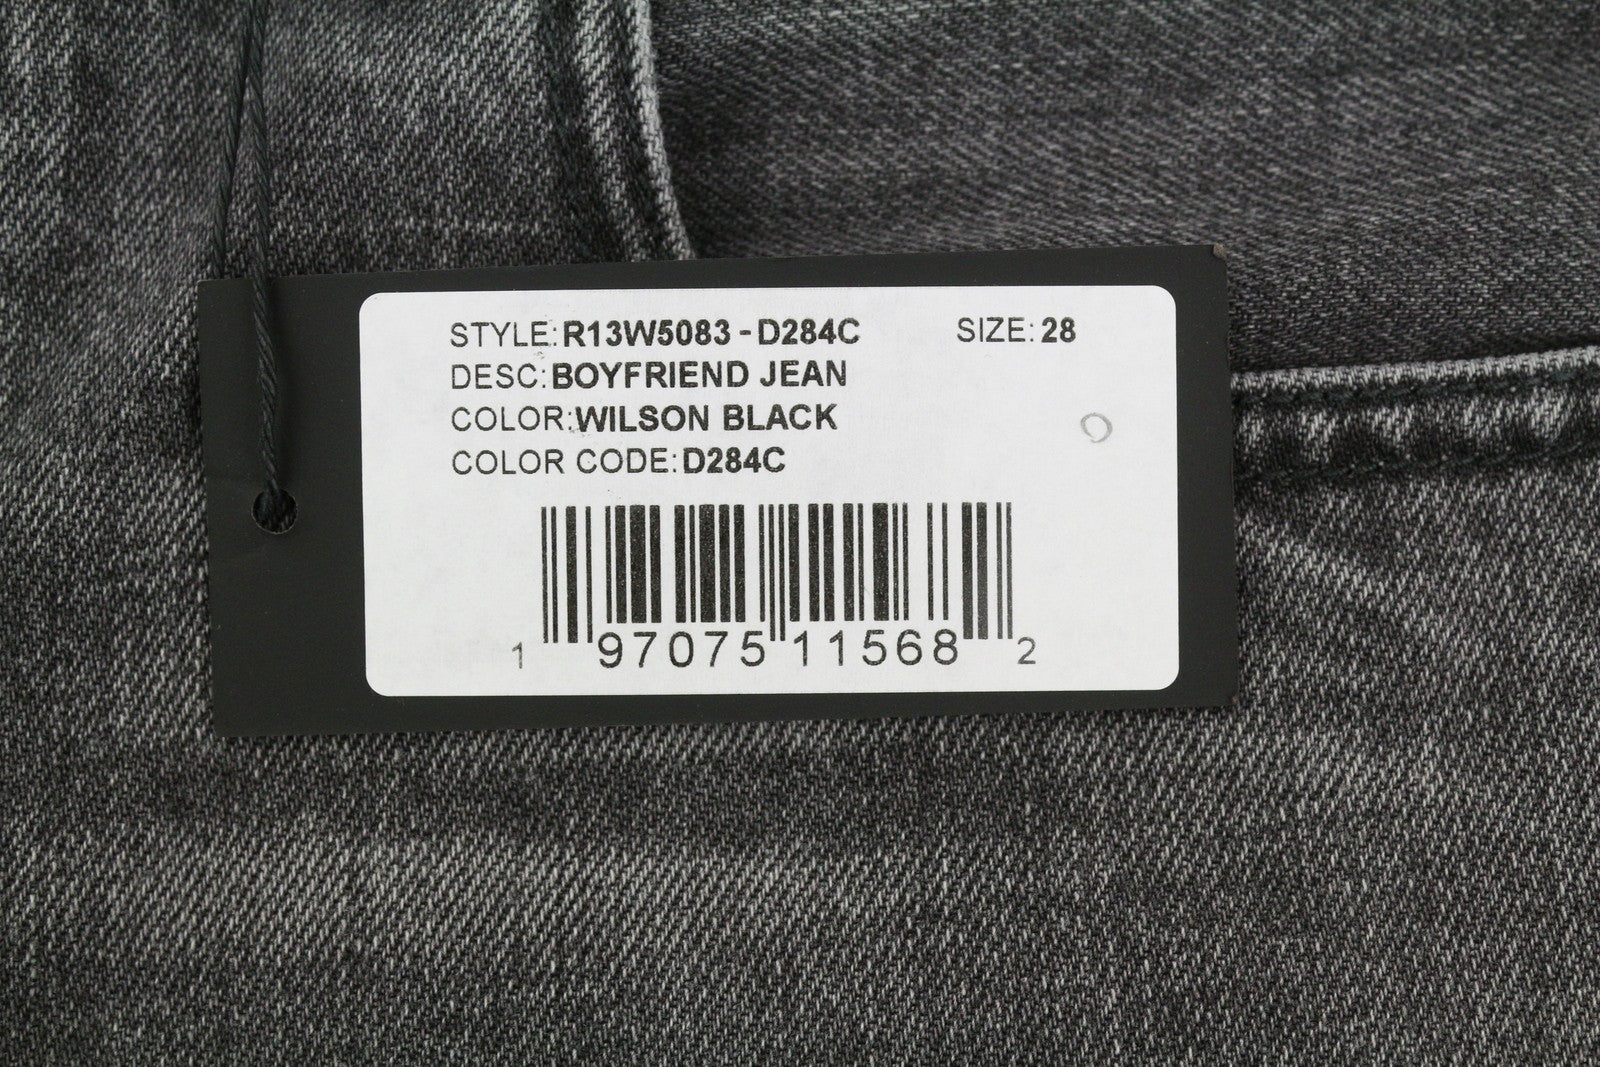 STYLE: R13W5083 - D284C SIZE: 28
DESC: BOYFRIEND JEAN
COLOR: WILSON BLACK
COLOR CODE: D284C
1 97075 11568 2